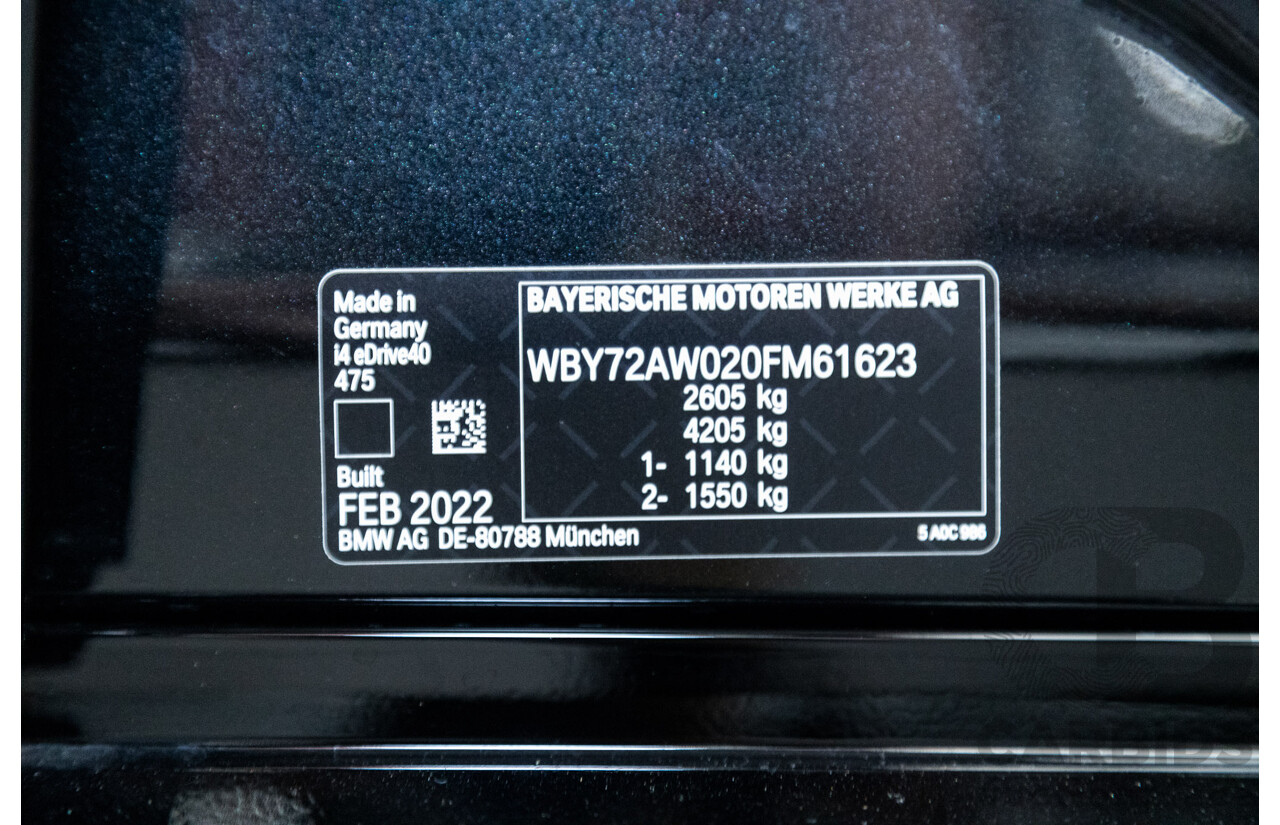 Made in
Germany
i4 eDrive40
475
Built
FEB 2022
BAYERISCHE MOTOREN WERKE AG
WBY72AW020FM61623
2605 kg
4205 kg
1- 1140 kg
2- 1550 kg
BMW AG DE-80788 München
5 A0C 9B6